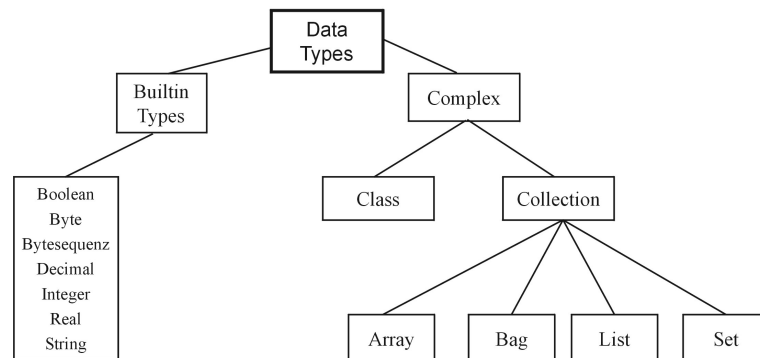 Data
Types
Builtin
Types
Complex
Boolean
Byte
Bytesequenz
Decimal
Integer
Real
String
Class
Collection
Array
Bag
List
Set